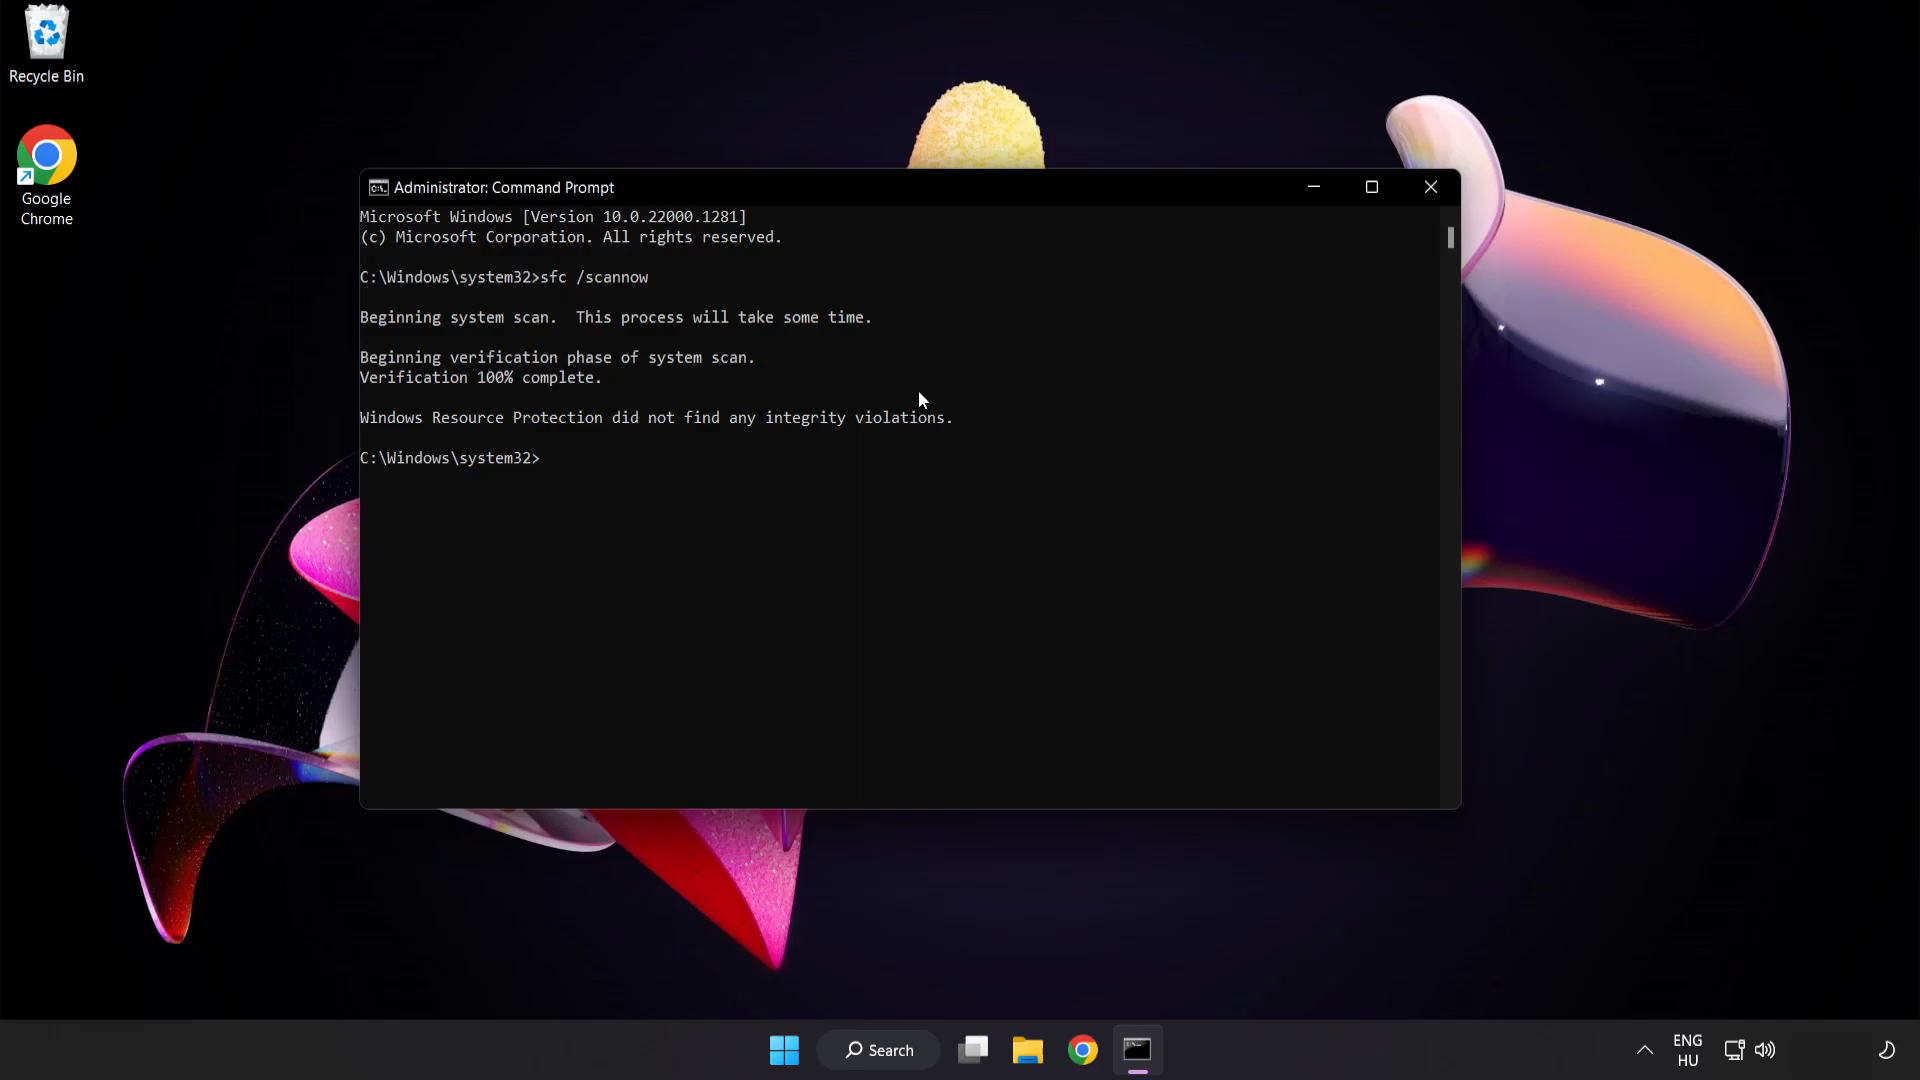 Recycle Bin
Google
Chrome
Administrator: Command Prompt
Microsoft Windows [Version 10.0.22000.1281]
(c) Microsoft Corporation. All rights reserved.
C:\Windows\system32>sfc /scannow
Beginning system scan.  This process will take some time.
Beginning verification phase of system scan.
Verification 100% complete.
Windows Resource Protection did not find any integrity violations.
C:\Windows\system32>
Search
ENG
HU